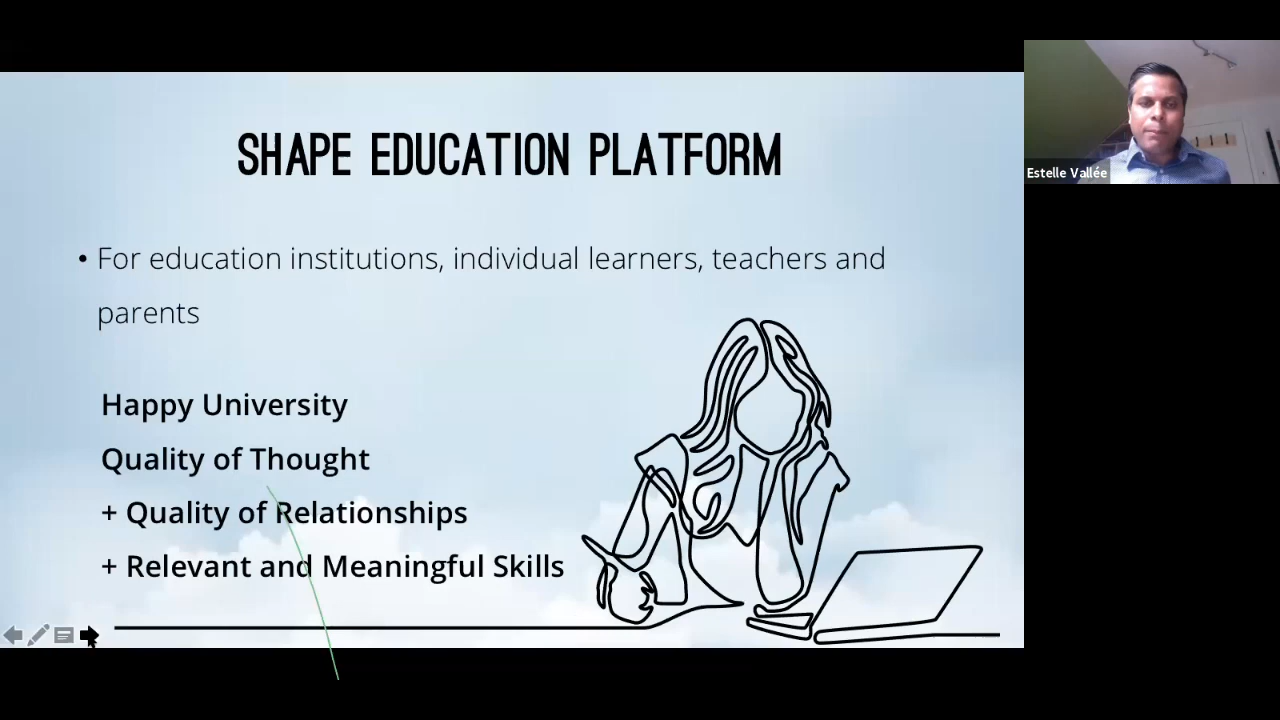 SHAPE EDUCATION PLATFORM
• For education institutions, individual learners, teachers and
parents
Happy University
Quality of Thought
+ Quality of Relationships
+ Relevant and Meaningful Skills
Estelle Vallée